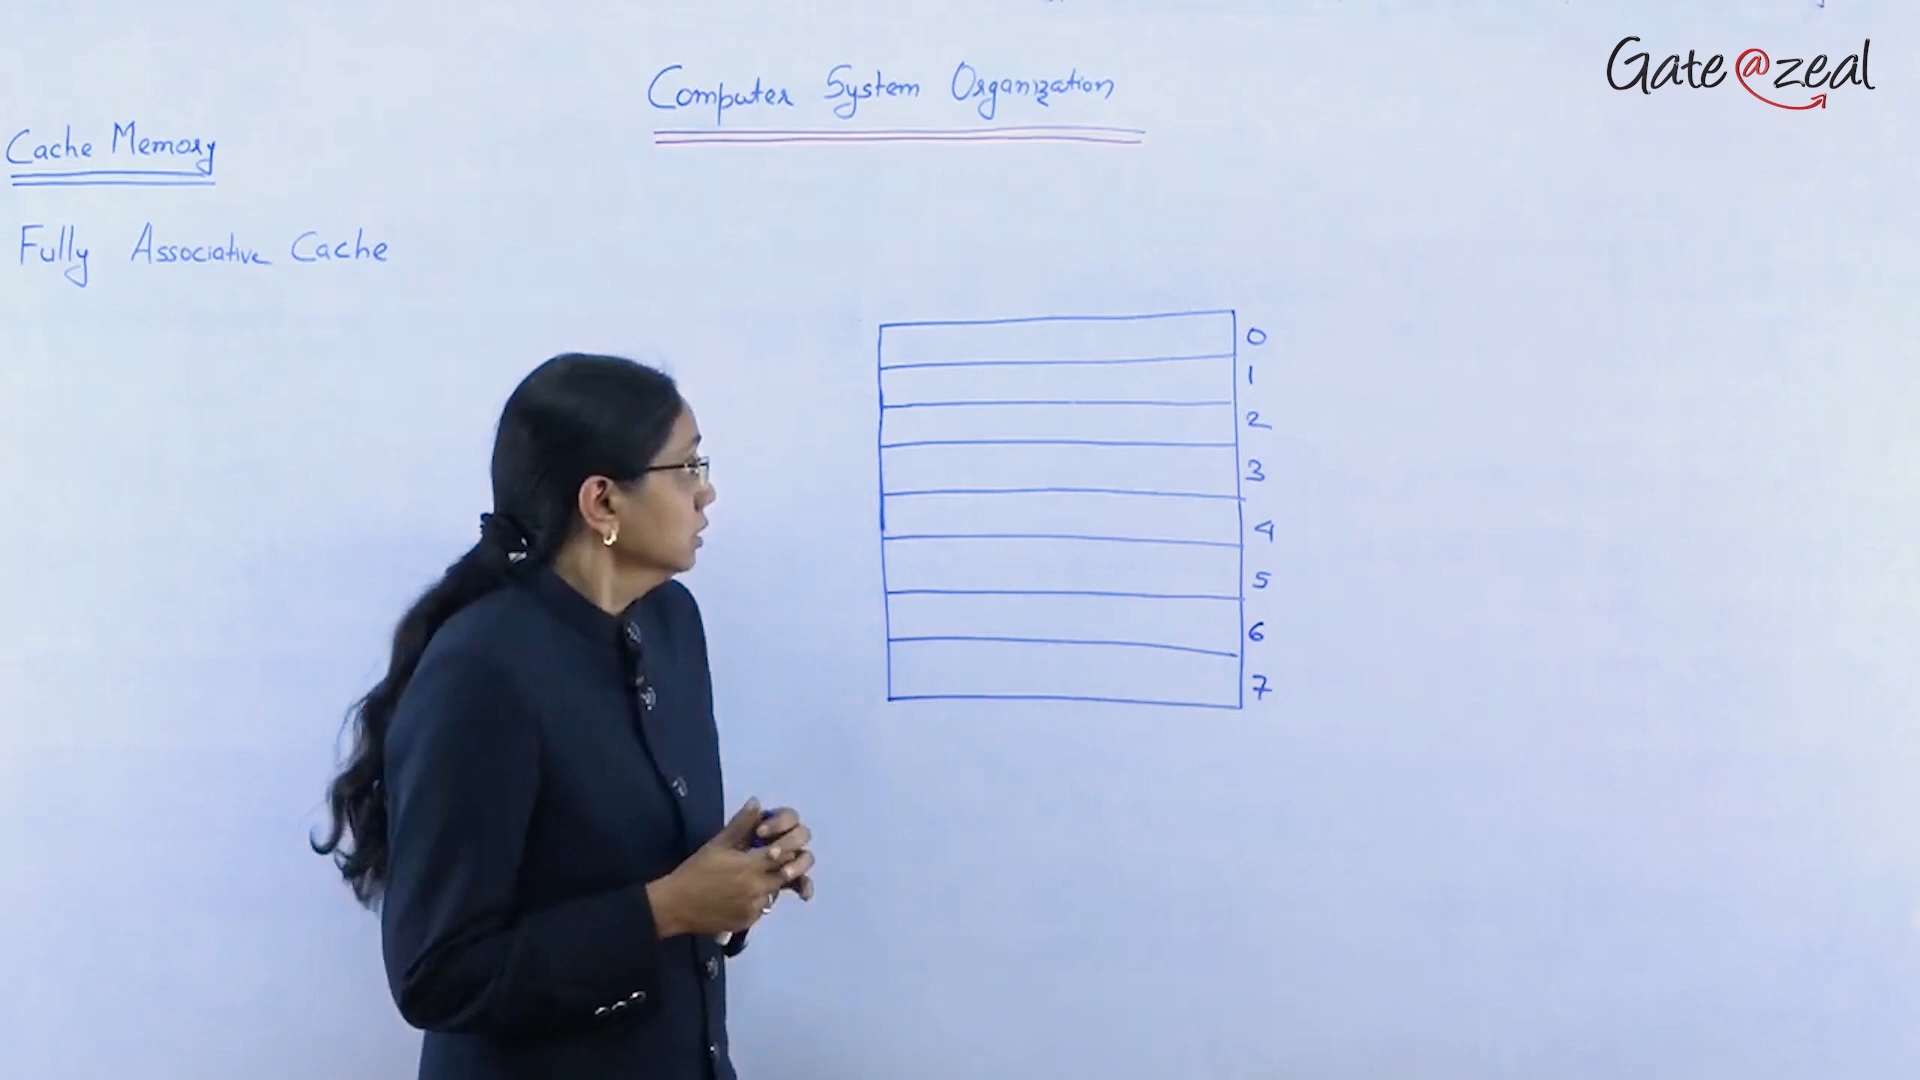 Gate@zeal
Computer System Organization
Cache Memory
Fully Associative Cache
0
1
2
3
4
5
6
7